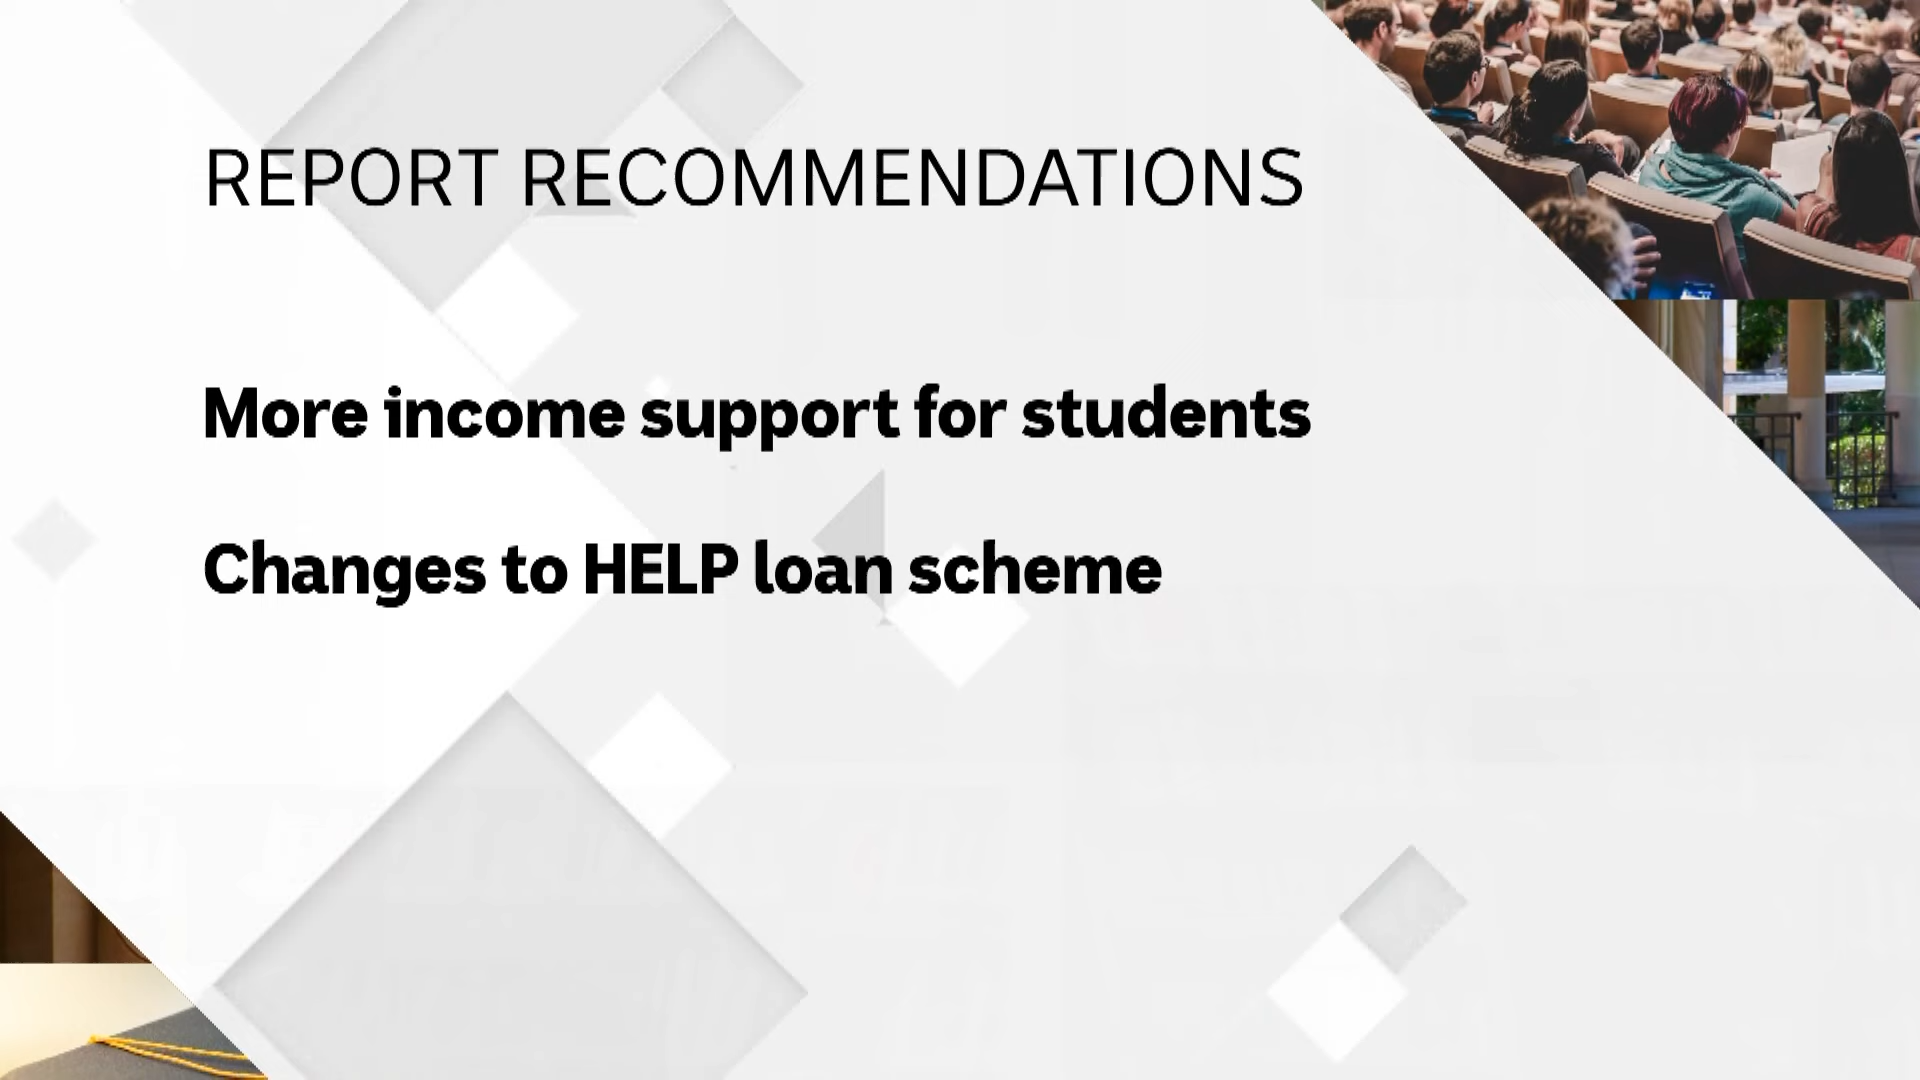 REPORT RECOMMENDATIONS
More income support for students
Changes to HELP loan scheme